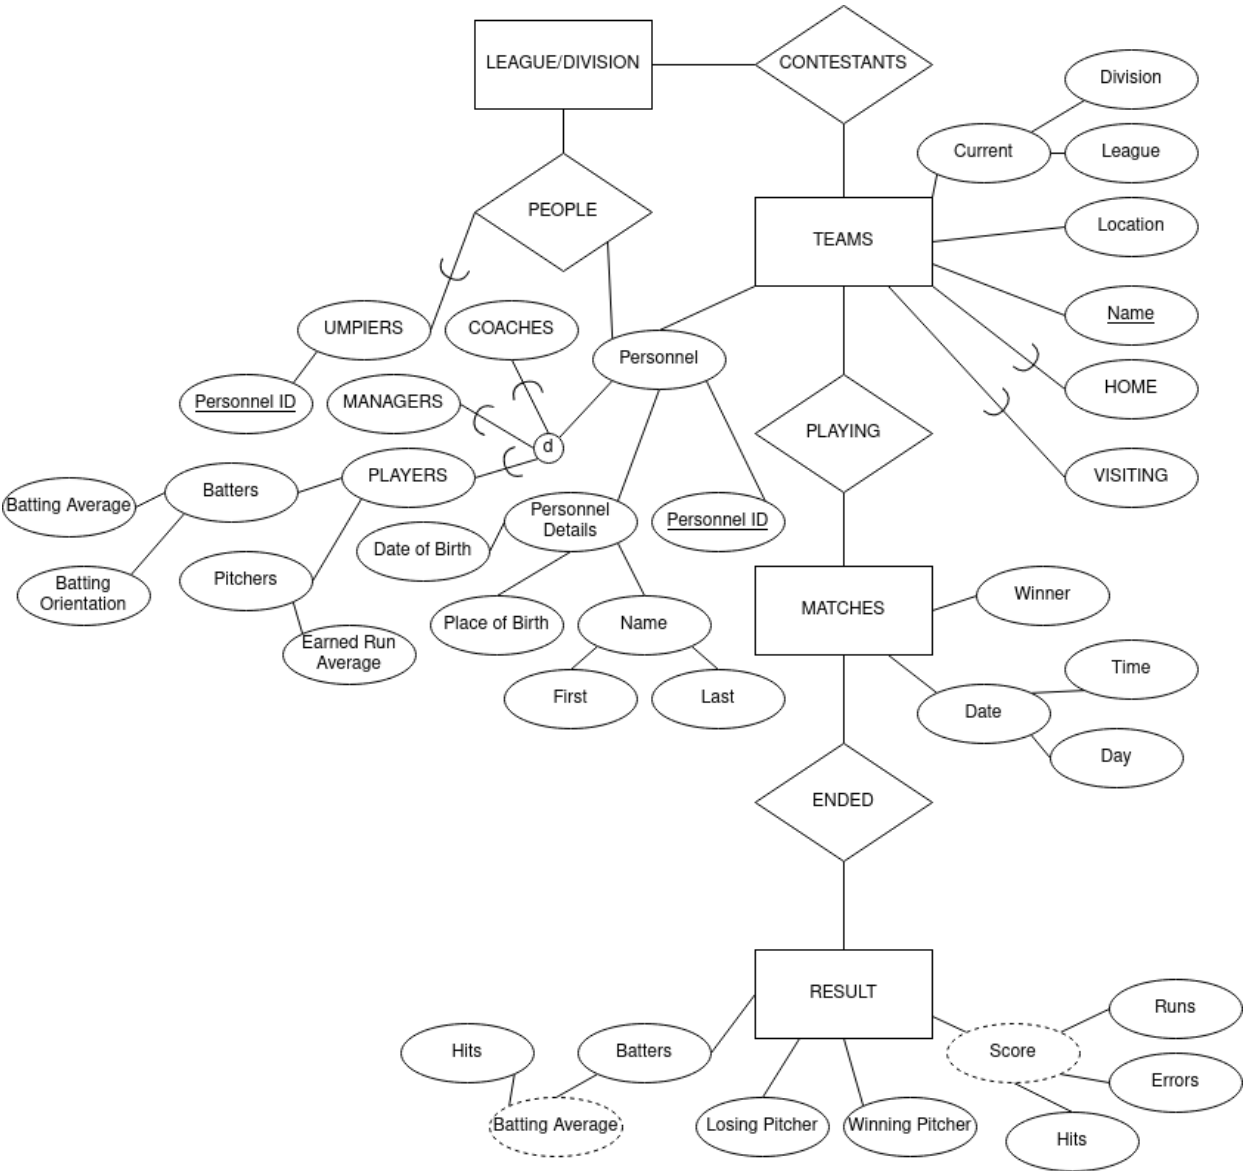 LEAGUE/DIVISION
CONTESTANTS
Division
Current
League
PEOPLE
Location
TEAMS
Name
UMPIERS
COACHES
Personnel
HOME
Personnel ID
MANAGERS
PLAYING
d
PLAYERS
VISITING
Batters
Batting Average
Personnel
Details
Personnel ID
Date of Birth
Pitchers
Batting
Orientation
Winner
MATCHES
Place of Birth
Name
Earned Run
Average
Time
First
Last
Date
Day
ENDED
RESULT
Runs
Hits
Batters
Score
Errors
Batting Average
Losing Pitcher
Winning Pitcher
Hits